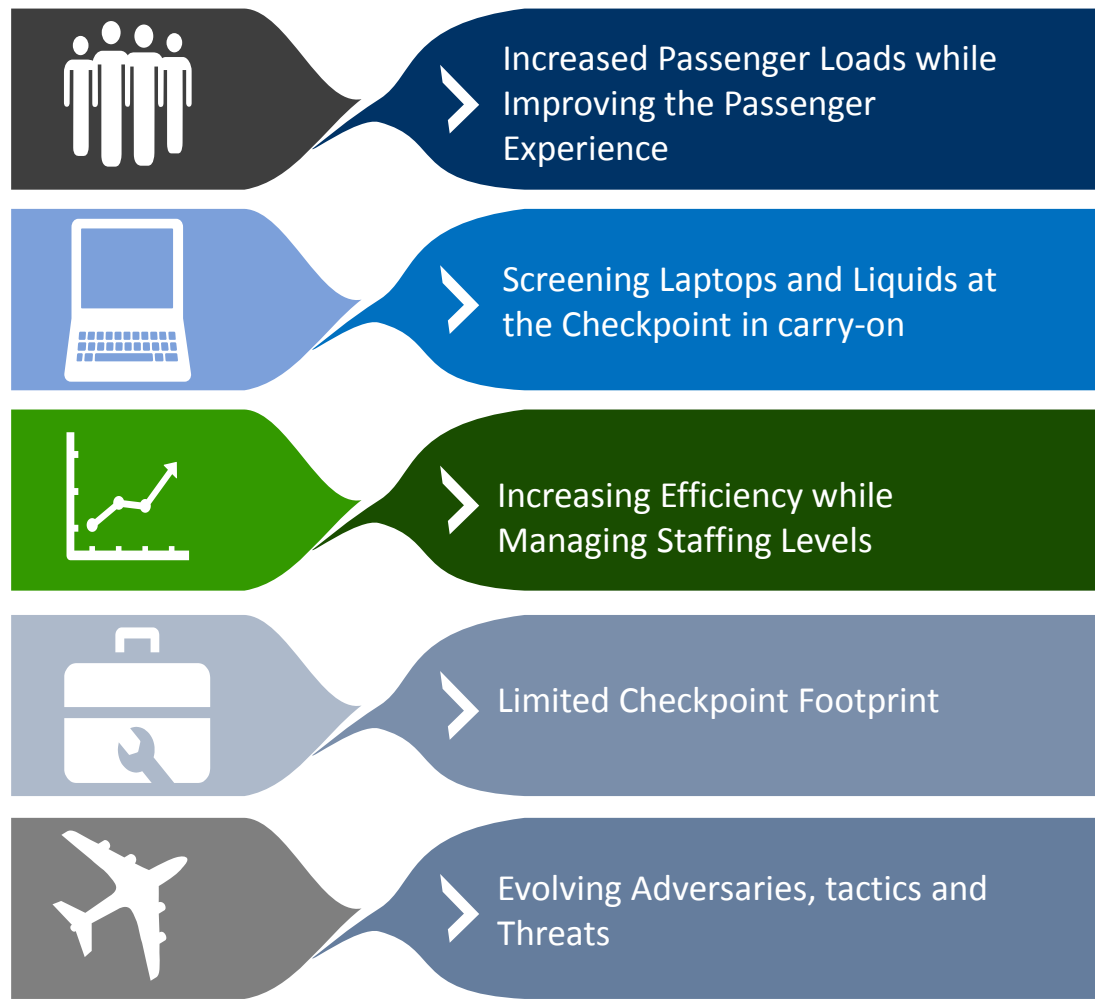 Increased Passenger Loads while
Improving the Passenger
Experience
Screening Laptops and Liquids at
the Checkpoint in carry-on
Increasing Efficiency while
Managing Staffing Levels
Limited Checkpoint Footprint
Evolving Adversaries, tactics and
Threats